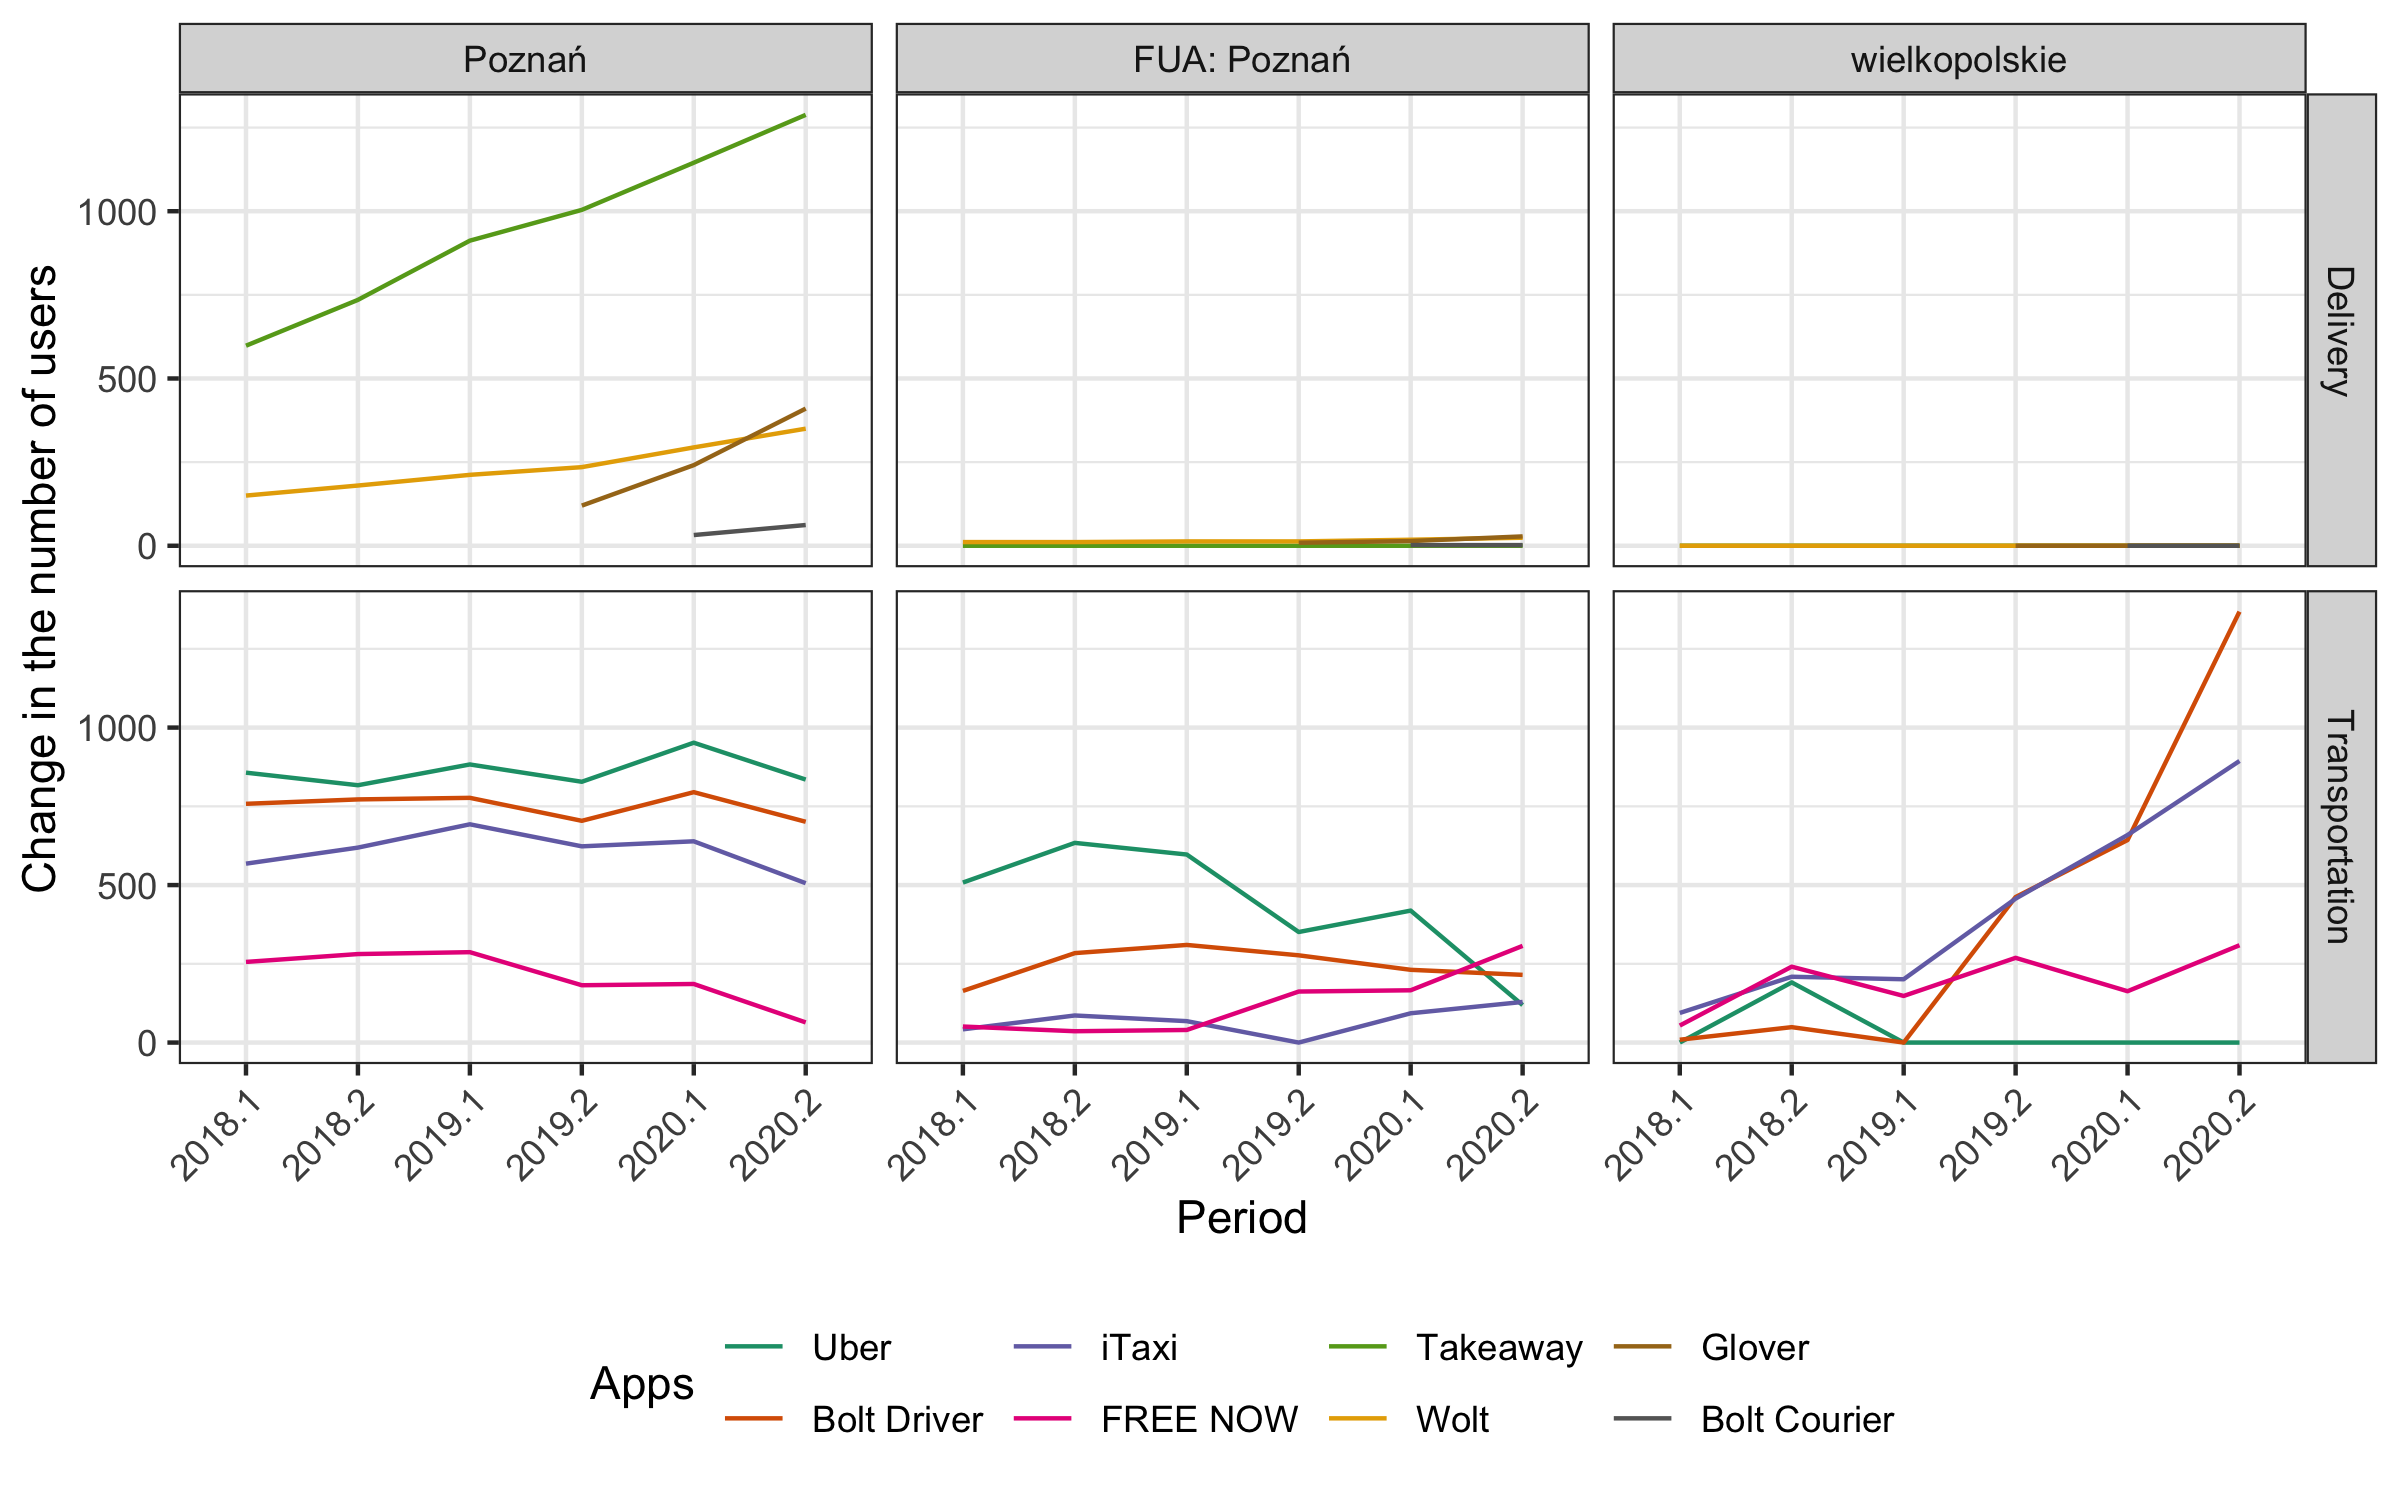 Poznań
FUA: Poznań
wielkopolskie
Change in the number of users
1000
500
0
Delivery
1000
500
0
Transportation
2018.1
2018.2
2019.1
2019.2
2020.1
2020.2
2018.1
2018.2
2019.1
2019.2
2020.1
2020.2
2018.1
2018.2
2019.1
2019.2
2020.1
2020.2
Period
Apps
Uber
iTaxi
Takeaway
Glover
Bolt Driver
FREE NOW
Wolt
Bolt Courier